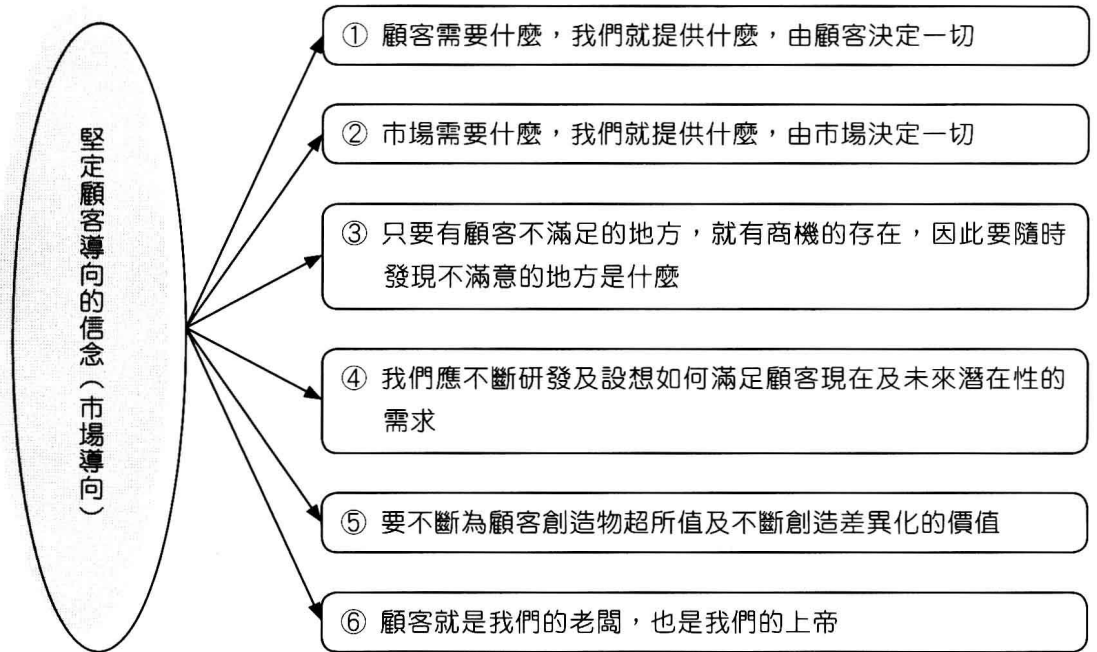 堅定顧客導向的信念（市場導向）
① 顧客需要什麼，我們就提供什麼，由顧客決定一切
② 市場需要什麼，我們就提供什麼，由市場決定一切
③ 只要有顧客不滿足的地方，就有商機的存在，因此要隨時
發現不滿意的地方是什麼
④ 我們應不斷研發及設想如何滿足顧客現在及未來潛在性的
需求
⑤ 要不斷為顧客創造物超所值及不斷創造差異化的價值
⑥ 顧客就是我們的老闆，也是我們的上帝